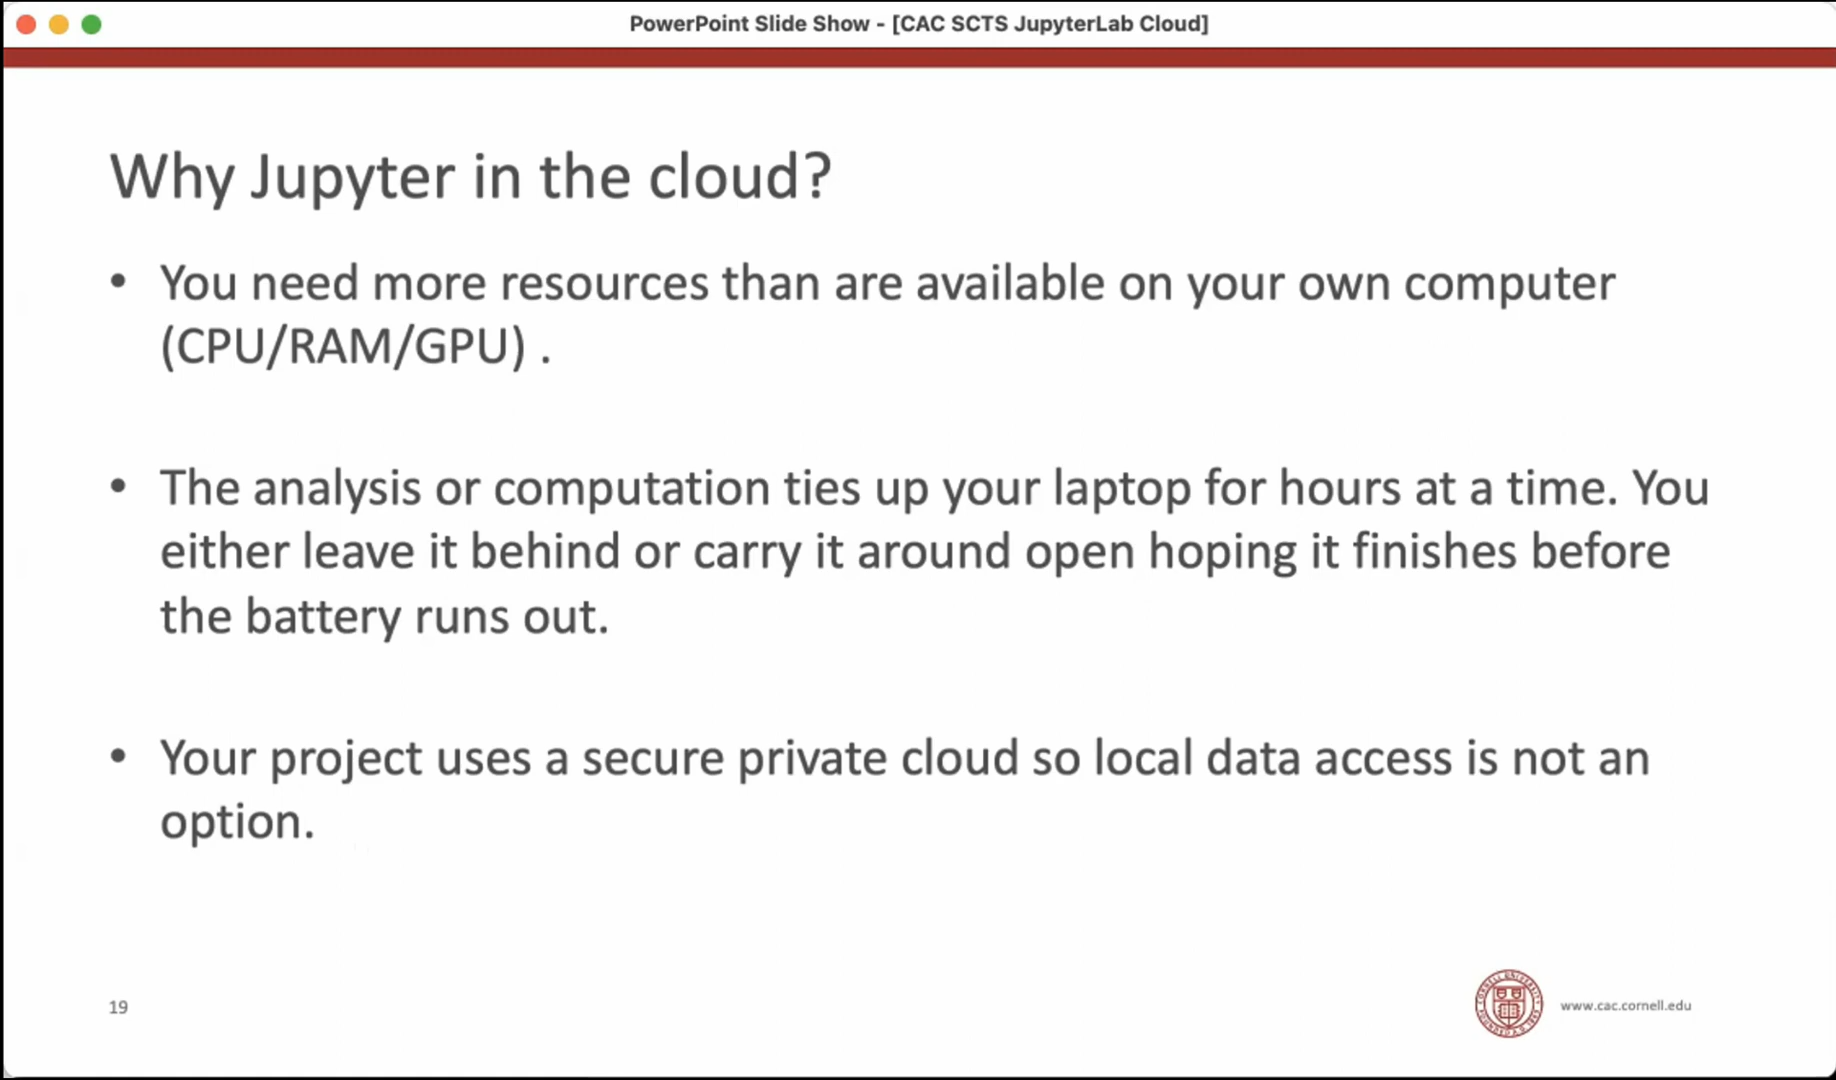 PowerPoint Slide Show - [CAC SCTS JupyterLab Cloud]
Why Jupyter in the cloud?
• You need more resources than are available on your own computer
(CPU/RAM/GPU) .
• The analysis or computation ties up your laptop for hours at a time. You
either leave it behind or carry it around open hoping it finishes before
the battery runs out.
• Your project uses a secure private cloud so local data access is not an
option.
19
www.cac.cornell.edu